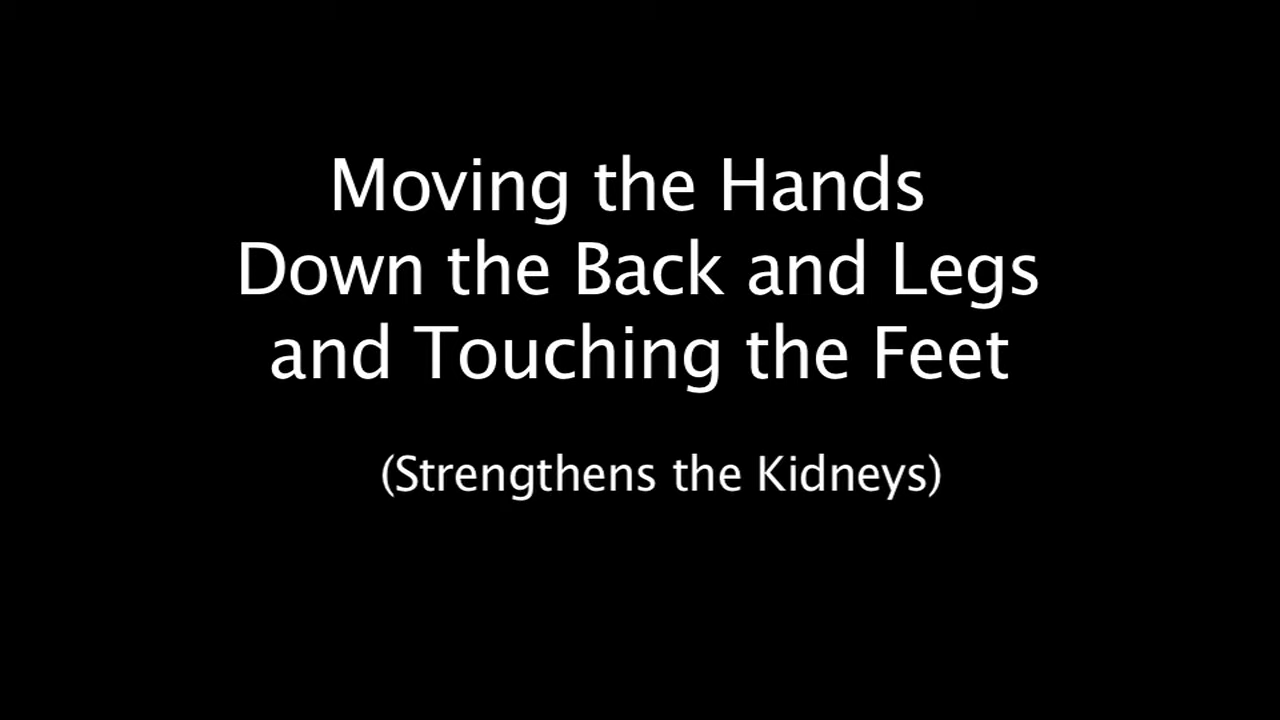 Moving the Hands
Down the Back and Legs
and Touching the Feet
(Strengthens the Kidneys)